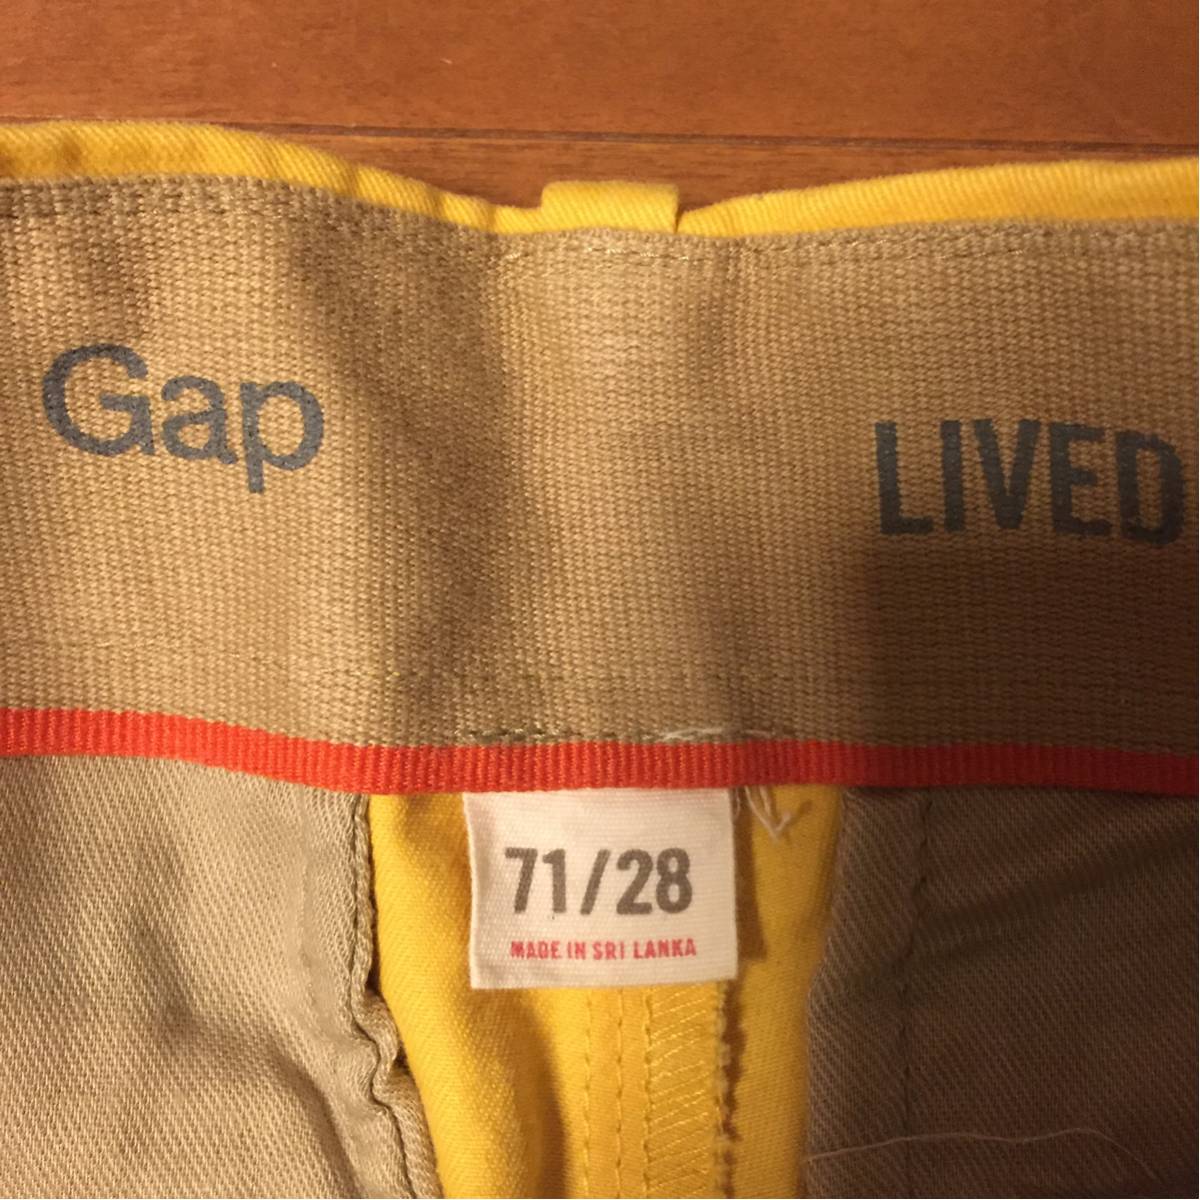 Gap
LIVED
71/28
MADE IN SRI LANKA